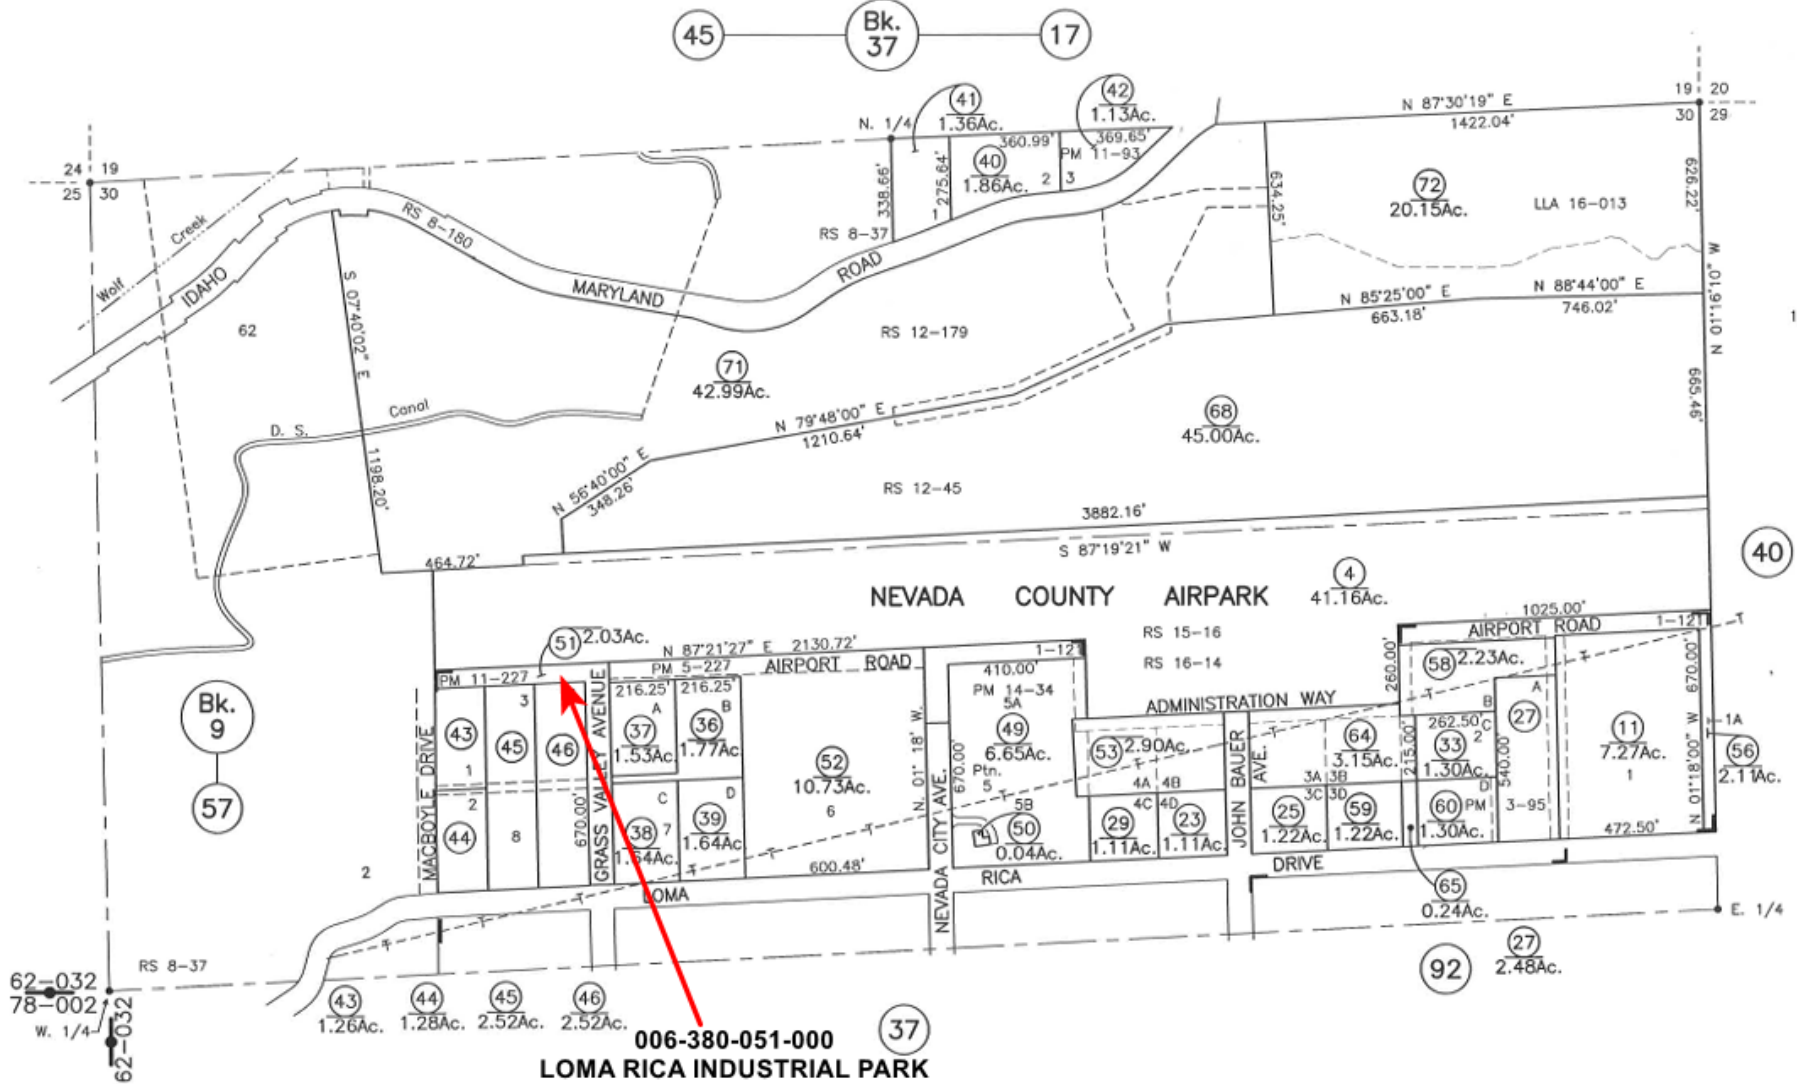 45
Bk.
37
17
41
1.36Ac.
42
1.13Ac.
N. 1/4
360.99'
369.65'
PM 11-93
40
1.86Ac.
2
3
1
338.66'
275.64'
RS 8-37
N 87°30'19" E
1422.04'
19
20
30
29
24
19
25
30
72
20.15Ac.
LLA 16-013
634.25'
626.22'
N 01°16'10" W
665.46'
1
N 85°25'00" E
663.18'
N 88°44'00" E
746.02'
Wolf
Creek
IDAHO
MARYLAND
ROAD
RS 8-180
62
S 07°40'02" E
1198.20'
RS 12-179
71
42.99Ac.
68
45.00Ac.
D. S.
Canal
N 79°48'00" E
1210.64'
N 56°40'00" E
348.26'
RS 12-45
3882.16'
S 87°19'21" W
464.72'
40
NEVADA COUNTY AIRPARK
4
41.16Ac.
RS 15-16
RS 16-14
1025.00'
AIRPORT ROAD
1-121
51
2.03Ac.
N 87°21'27" E 2130.72'
PM 5-227
AIRPORT ROAD
1-121
PM 11-227
216.25'
216.25'
410.00'
PM 14-34
5A
49
6.65Ac.
Ptn.
5
5B
50
0.04Ac.
260.00'
58
2.23Ac.
670.00'
N 01°18'00" W
ADMINISTRATION WAY
Bk.
9
57
MACBOYLE DRIVE
43
1
2
44
3
45
8
46
670.00'
GRASS VALLEY AVENUE
A
37
1.53Ac.
B
36
1.77Ac
C
7
38
1.64Ac.
D
39
1.64Ac.
52
10.73Ac.
6
600.48'
N. 01° 18' W.
NEVADA CITY AVE.
670.00'
53
2.90Ac.
4A
4B
4C
4D
29
1.11Ac.
23
1.11Ac.
JOHN BAUER
AVE.
64
3.15Ac.
3A
3B
3C
3D
25
1.22Ac.
59
1.22Ac.
215.00'
B
262.50'
C
2
33
1.30Ac.
D
60
PM
3-95
1.30Ac.
A
27
540.00'
11
7.27Ac.
1
472.50'
1A
56
2.11Ac.
2
LOMA
RICA
DRIVE
65
0.24Ac.
E. 1/4
92
27
2.48Ac.
RS 8-37
62-032
78-002
W. 1/4
62-032
43
1.26Ac.
44
1.28Ac.
45
2.52Ac.
46
2.52Ac.
37
006-380-051-000
LOMA RICA INDUSTRIAL PARK